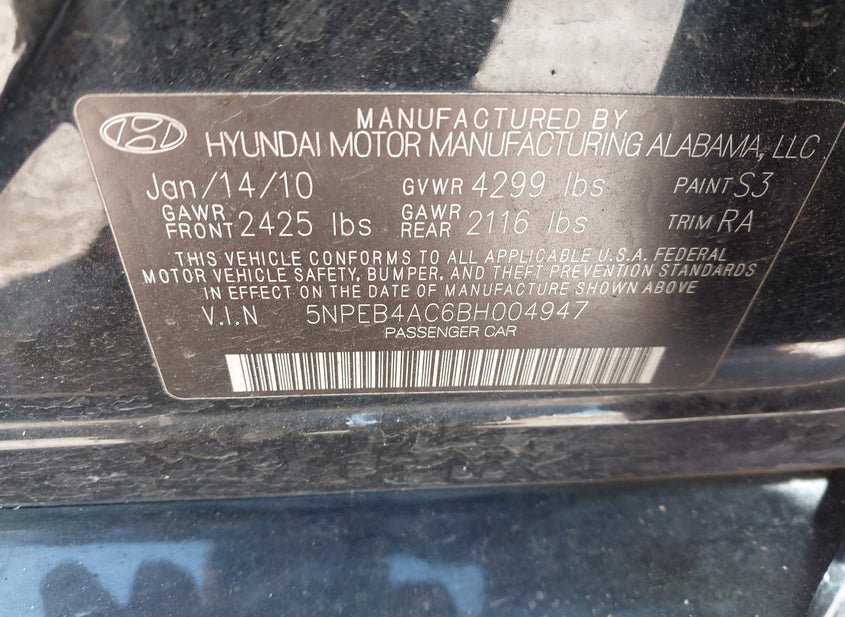 MANUFACTURED BY
HYUNDAI MOTOR MANUFACTURING ALABAMA, LLC
Jan/14/10 GVWR 4299 lbs PAINT S3
GAWR FRONT 2425 lbs GAWR REAR 2116 lbs TRIM RA
THIS VEHICLE CONFORMS TO ALL APPLICABLE U.S.A. FEDERAL
MOTOR VEHICLE SAFETY, BUMPER, AND THEFT PREVENTION STANDARDS
IN EFFECT ON THE DATE OF MANUFACTURE SHOWN ABOVE.
V.I.N 5NPEB4AC6BH004947
PASSENGER CAR